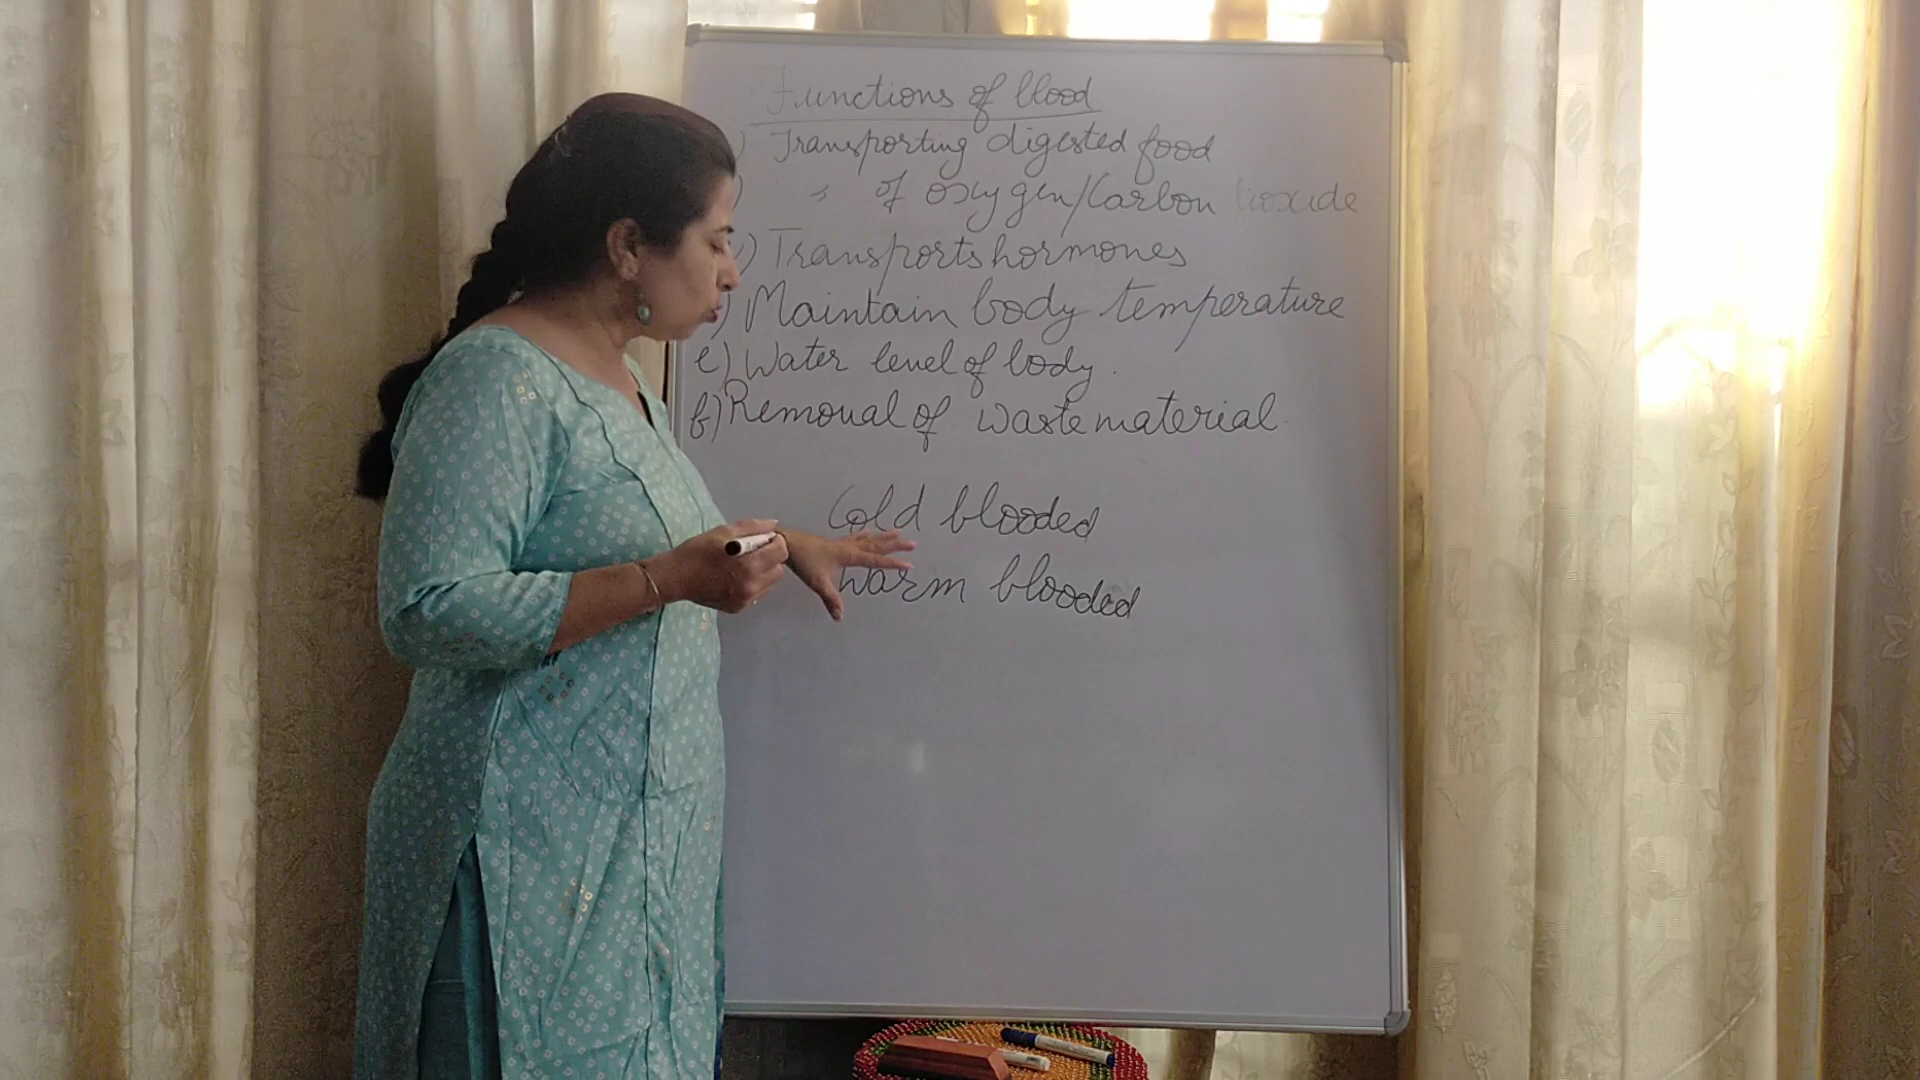 Functions of blood
) Transporting digested food
) " of oxygen/Carbon dioxide
) Transports hormones
) Maintain body temperature
e) Water level of body.
f) Removal of waste material.
Cold blooded
Warm blooded